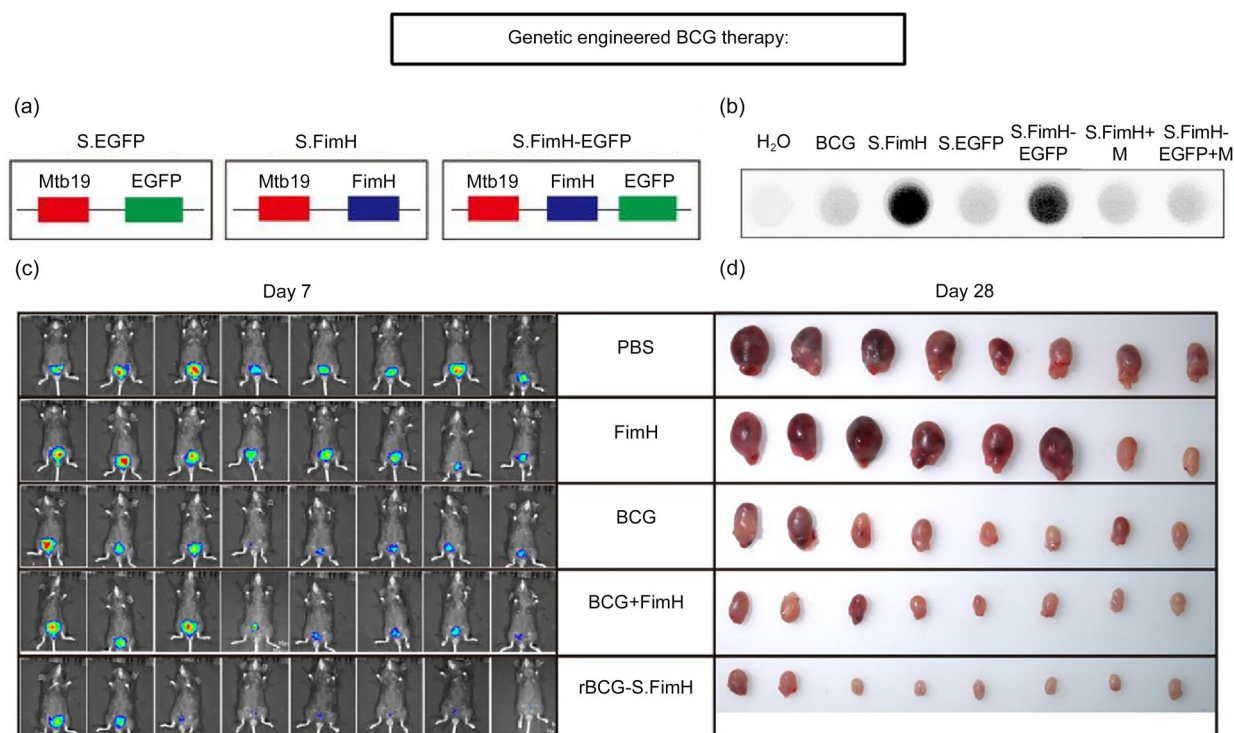 Genetic engineered BCG therapy:
(a)
S.EGFP
S.FimH
S.FimH-EGFP
Mtb19
EGFP
Mtb19
FimH
Mtb19
FimH
EGFP
(b)
H₂O
BCG
S.FimH
S.EGFP
S.FimH-
EGFP
S.FimH+
M
S.FimH-
EGFP+M
(c)
Day 7
(d)
Day 28
PBS
FimH
BCG
BCG+FimH
rBCG-S.FimH